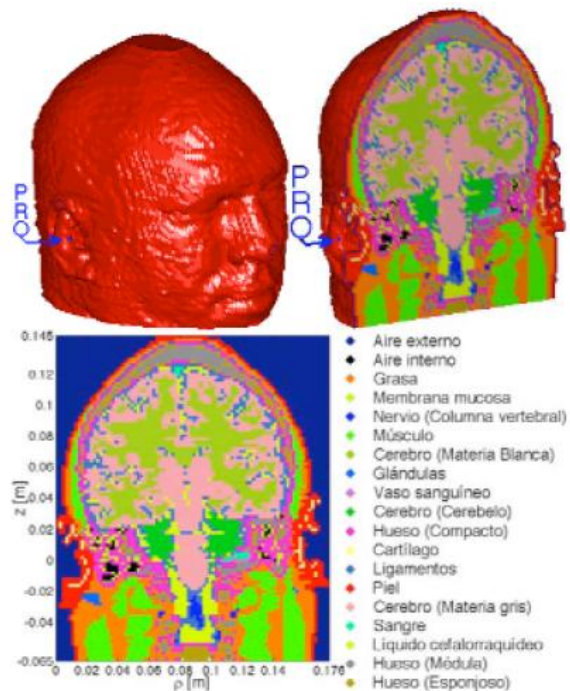 PRQ
PRQ
0.145
0.12
0.1
0.08
0.06
0.04
0.02
0
-0.02
-0.04
-0.065
z [m]
0 0.02 0.04 0.06 0.08 0.1 0.12 0.14 0.176
ρ [m]
Aire externo
Aire interno
Grasa
Membrana mucosa
Nervio (Columna vertebral)
Músculo
Cerebro (Materia Blanca)
Glándulas
Vaso sanguíneo
Cerebro (Cerebelo)
Hueso (Compacto)
Cartílago
Ligamentos
Piel
Cerebro (Materia gris)
Sangre
Líquido cefalorraquídeo
Hueso (Médula)
Hueso (Esponjoso)